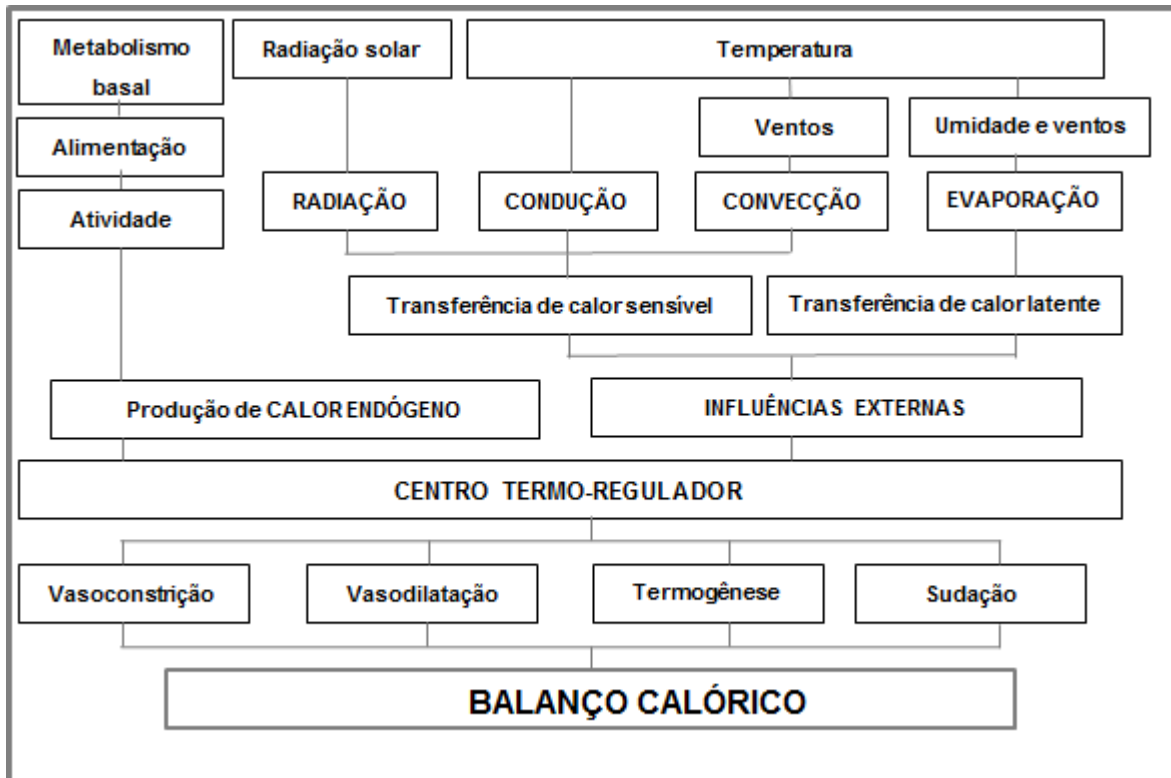 Metabolismo
basal
Radiação solar
Temperatura
Alimentação
Ventos
Umidade e ventos
Atividade
RADIAÇÃO
CONDUÇÃO
CONVECÇÃO
EVAPORAÇÃO
Transferência de calor sensível
Transferência de calor latente
Produção de CALOR ENDÓGENO
INFLUÊNCIAS EXTERNAS
CENTRO TERMO-REGULADOR
Vasoconstrição
Vasodilatação
Termogênese
Sudação
BALANÇO CALÓRICO